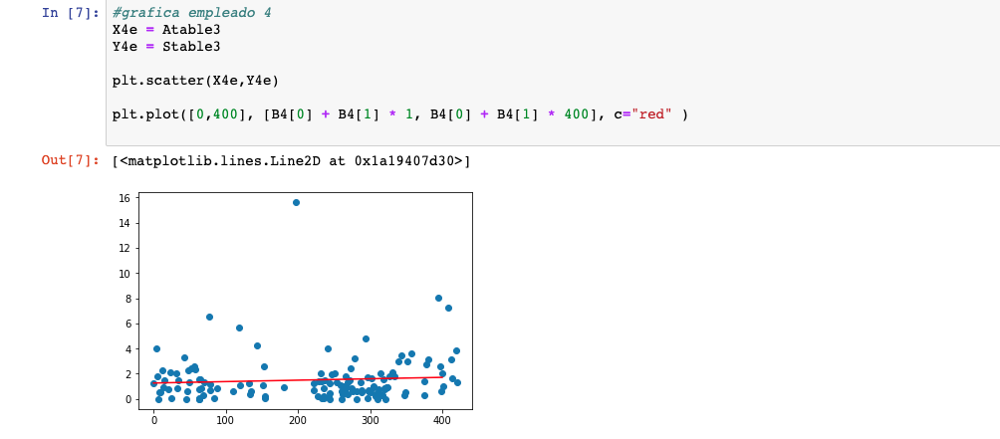 In [7]: #grafica empleado 4
X4e = Atable3
Y4e = Stable3
plt.scatter(X4e,Y4e)
plt.plot([0,400], [B4[0] + B4[1] * 1, B4[0] + B4[1] * 400], c="red" )
Out[7]: [<matplotlib.lines.Line2D at 0x1a19407d30>]
16
14
12
10
8
6
4
2
0
0 100 200 300 400